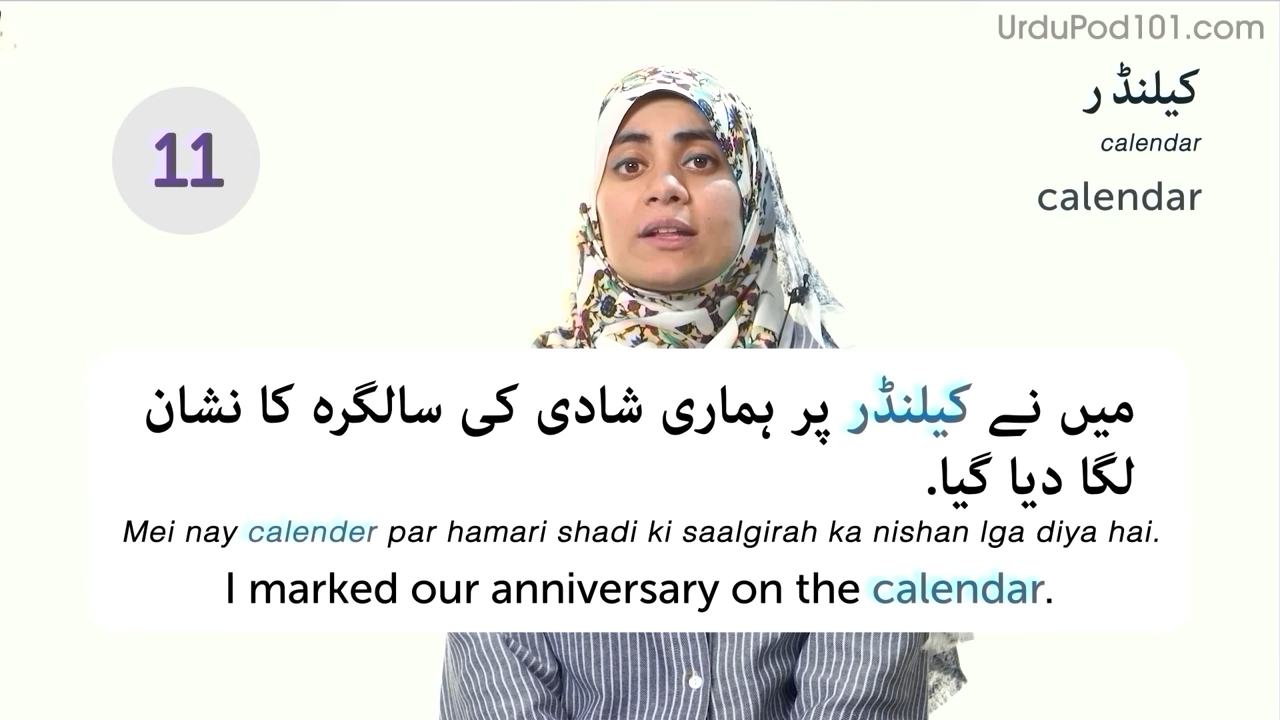 UrduPod101.com
11
کیلنڈر
calendar
calendar
میں نے کیلنڈر پر ہماری شادی کی سالگرہ کا نشان
لگا دیا گیا.
Mei nay calender par hamari shadi ki saalgirah ka nishan lga diya hai.
I marked our anniversary on the calendar.